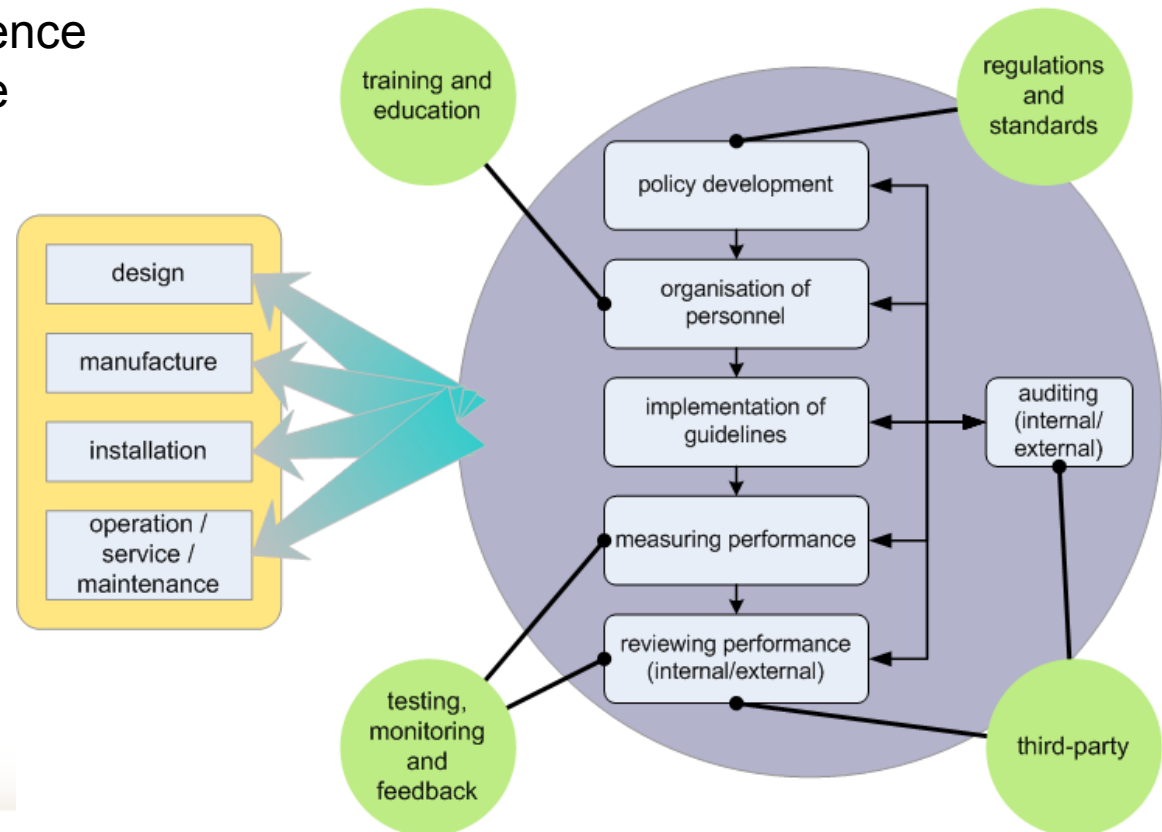 training and
education
regulations
and
standards
policy development
organisation of
personnel
implementation of
guidelines
measuring performance
reviewing performance
(internal/external)
auditing
(internal/
external)
design
manufacture
installation
operation /
service /
maintenance
testing,
monitoring
and
feedback
third-party